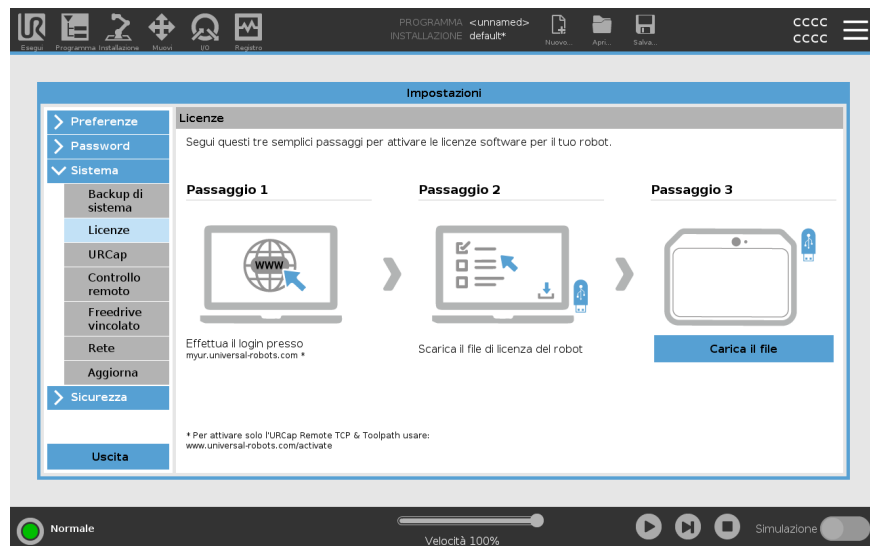 PROGRAMMA <unnamed>
INSTALLAZIONE default*
cccc
cccc
Esegui Programma Installazione Muovi I/O Registro Nuovo... Apri... Salva...
Impostazioni
Preferenze
Password
Sistema
Backup di
sistema
Licenze
URCap
Controllo
remoto
Freedrive
vincolato
Rete
Aggiorna
Sicurezza
Uscita
Licenze
Segui questi tre semplici passaggi per attivare le licenze software per il tuo robot.
Passaggio 1
WWW
Effettua il login presso
myur.universal-robots.com *
Passaggio 2
Scarica il file di licenza del robot
Passaggio 3
Carica il file
* Per attivare solo l'URCap Remote TCP & Toolpath usare:
www.universal-robots.com/activate
Normale
Velocità 100%
Simulazione